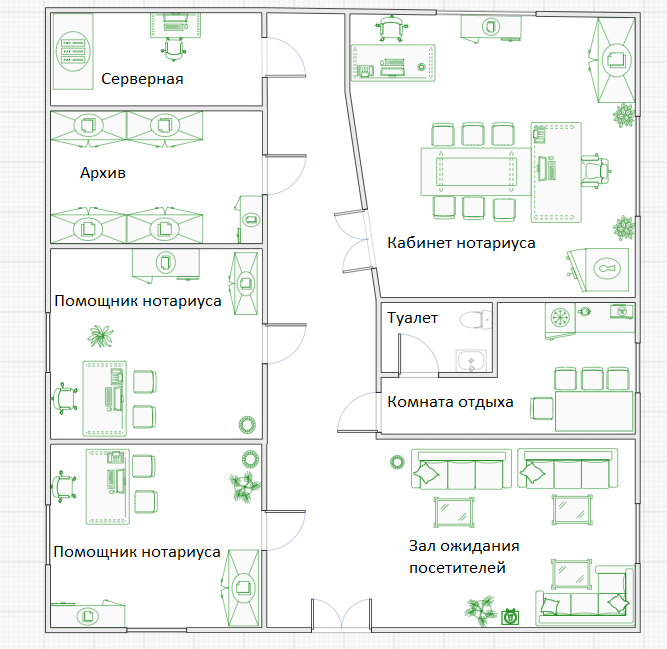 Серверная
Архив
Кабинет нотариуса
Помощник нотариуса
Туалет
Комната отдыха
Помощник нотариуса
Зал ожидания
посетителей